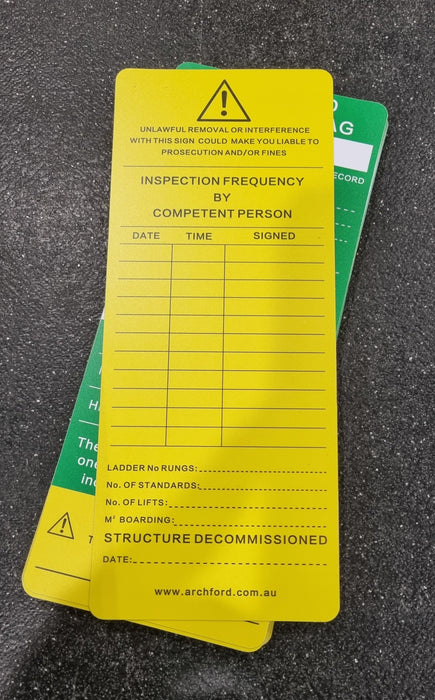 UNLAWFUL REMOVAL OR INTERFERENCE
WITH THIS SIGN COULD MAKE YOU LIABLE TO
PROSECUTION AND/OR FINES
INSPECTION FREQUENCY
BY
COMPETENT PERSON
DATE TIME SIGNED
LADDER No RUNGS:
No. OF STANDARDS:
No. OF LIFTS:
M² BOARDING:
STRUCTURE DECOMMISSIONED
DATE:
www.archford.com.au
AG
ECORD
The
one